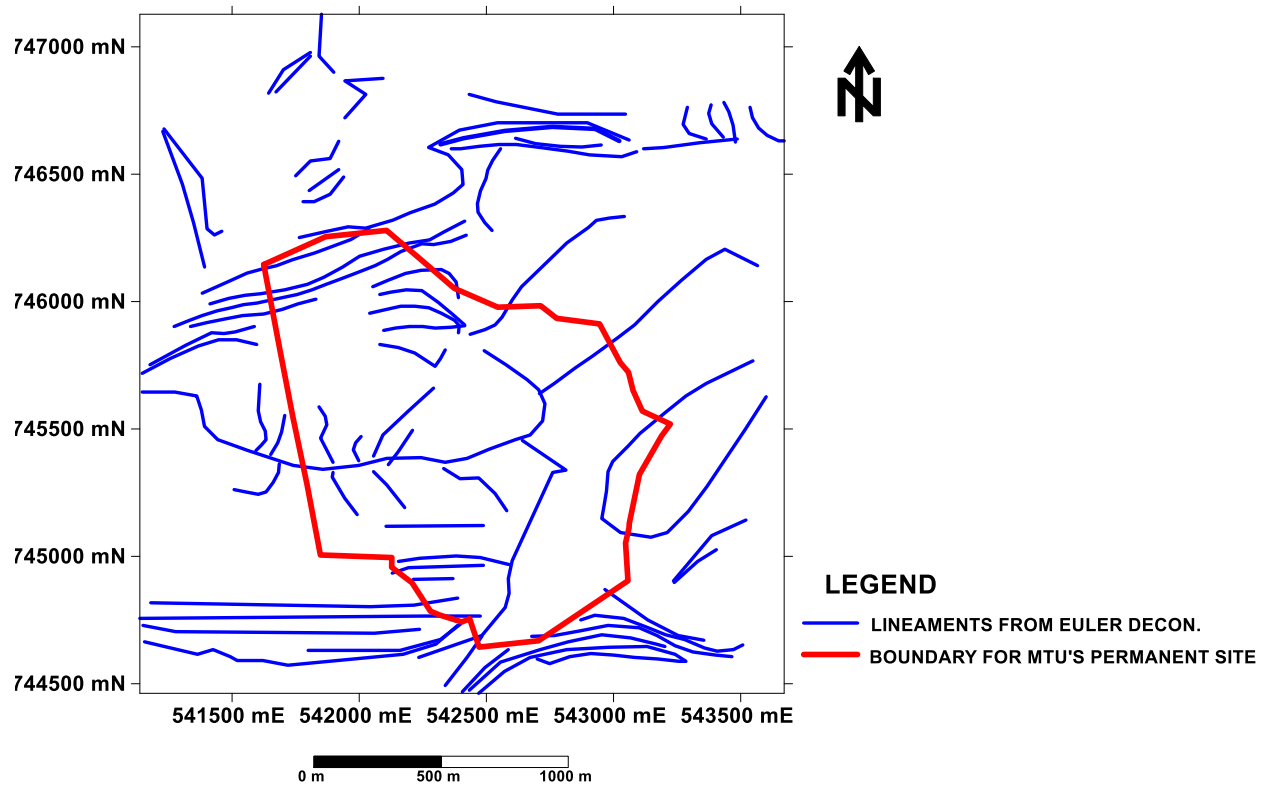 747000 mN
746500 mN
746000 mN
745500 mN
745000 mN
744500 mN
541500 mE 542000 mE 542500 mE 543000 mE 543500 mE
0 m 500 m 1000 m
N
LEGEND
LINEAMENTS FROM EULER DECON.
BOUNDARY FOR MTU'S PERMANENT SITE